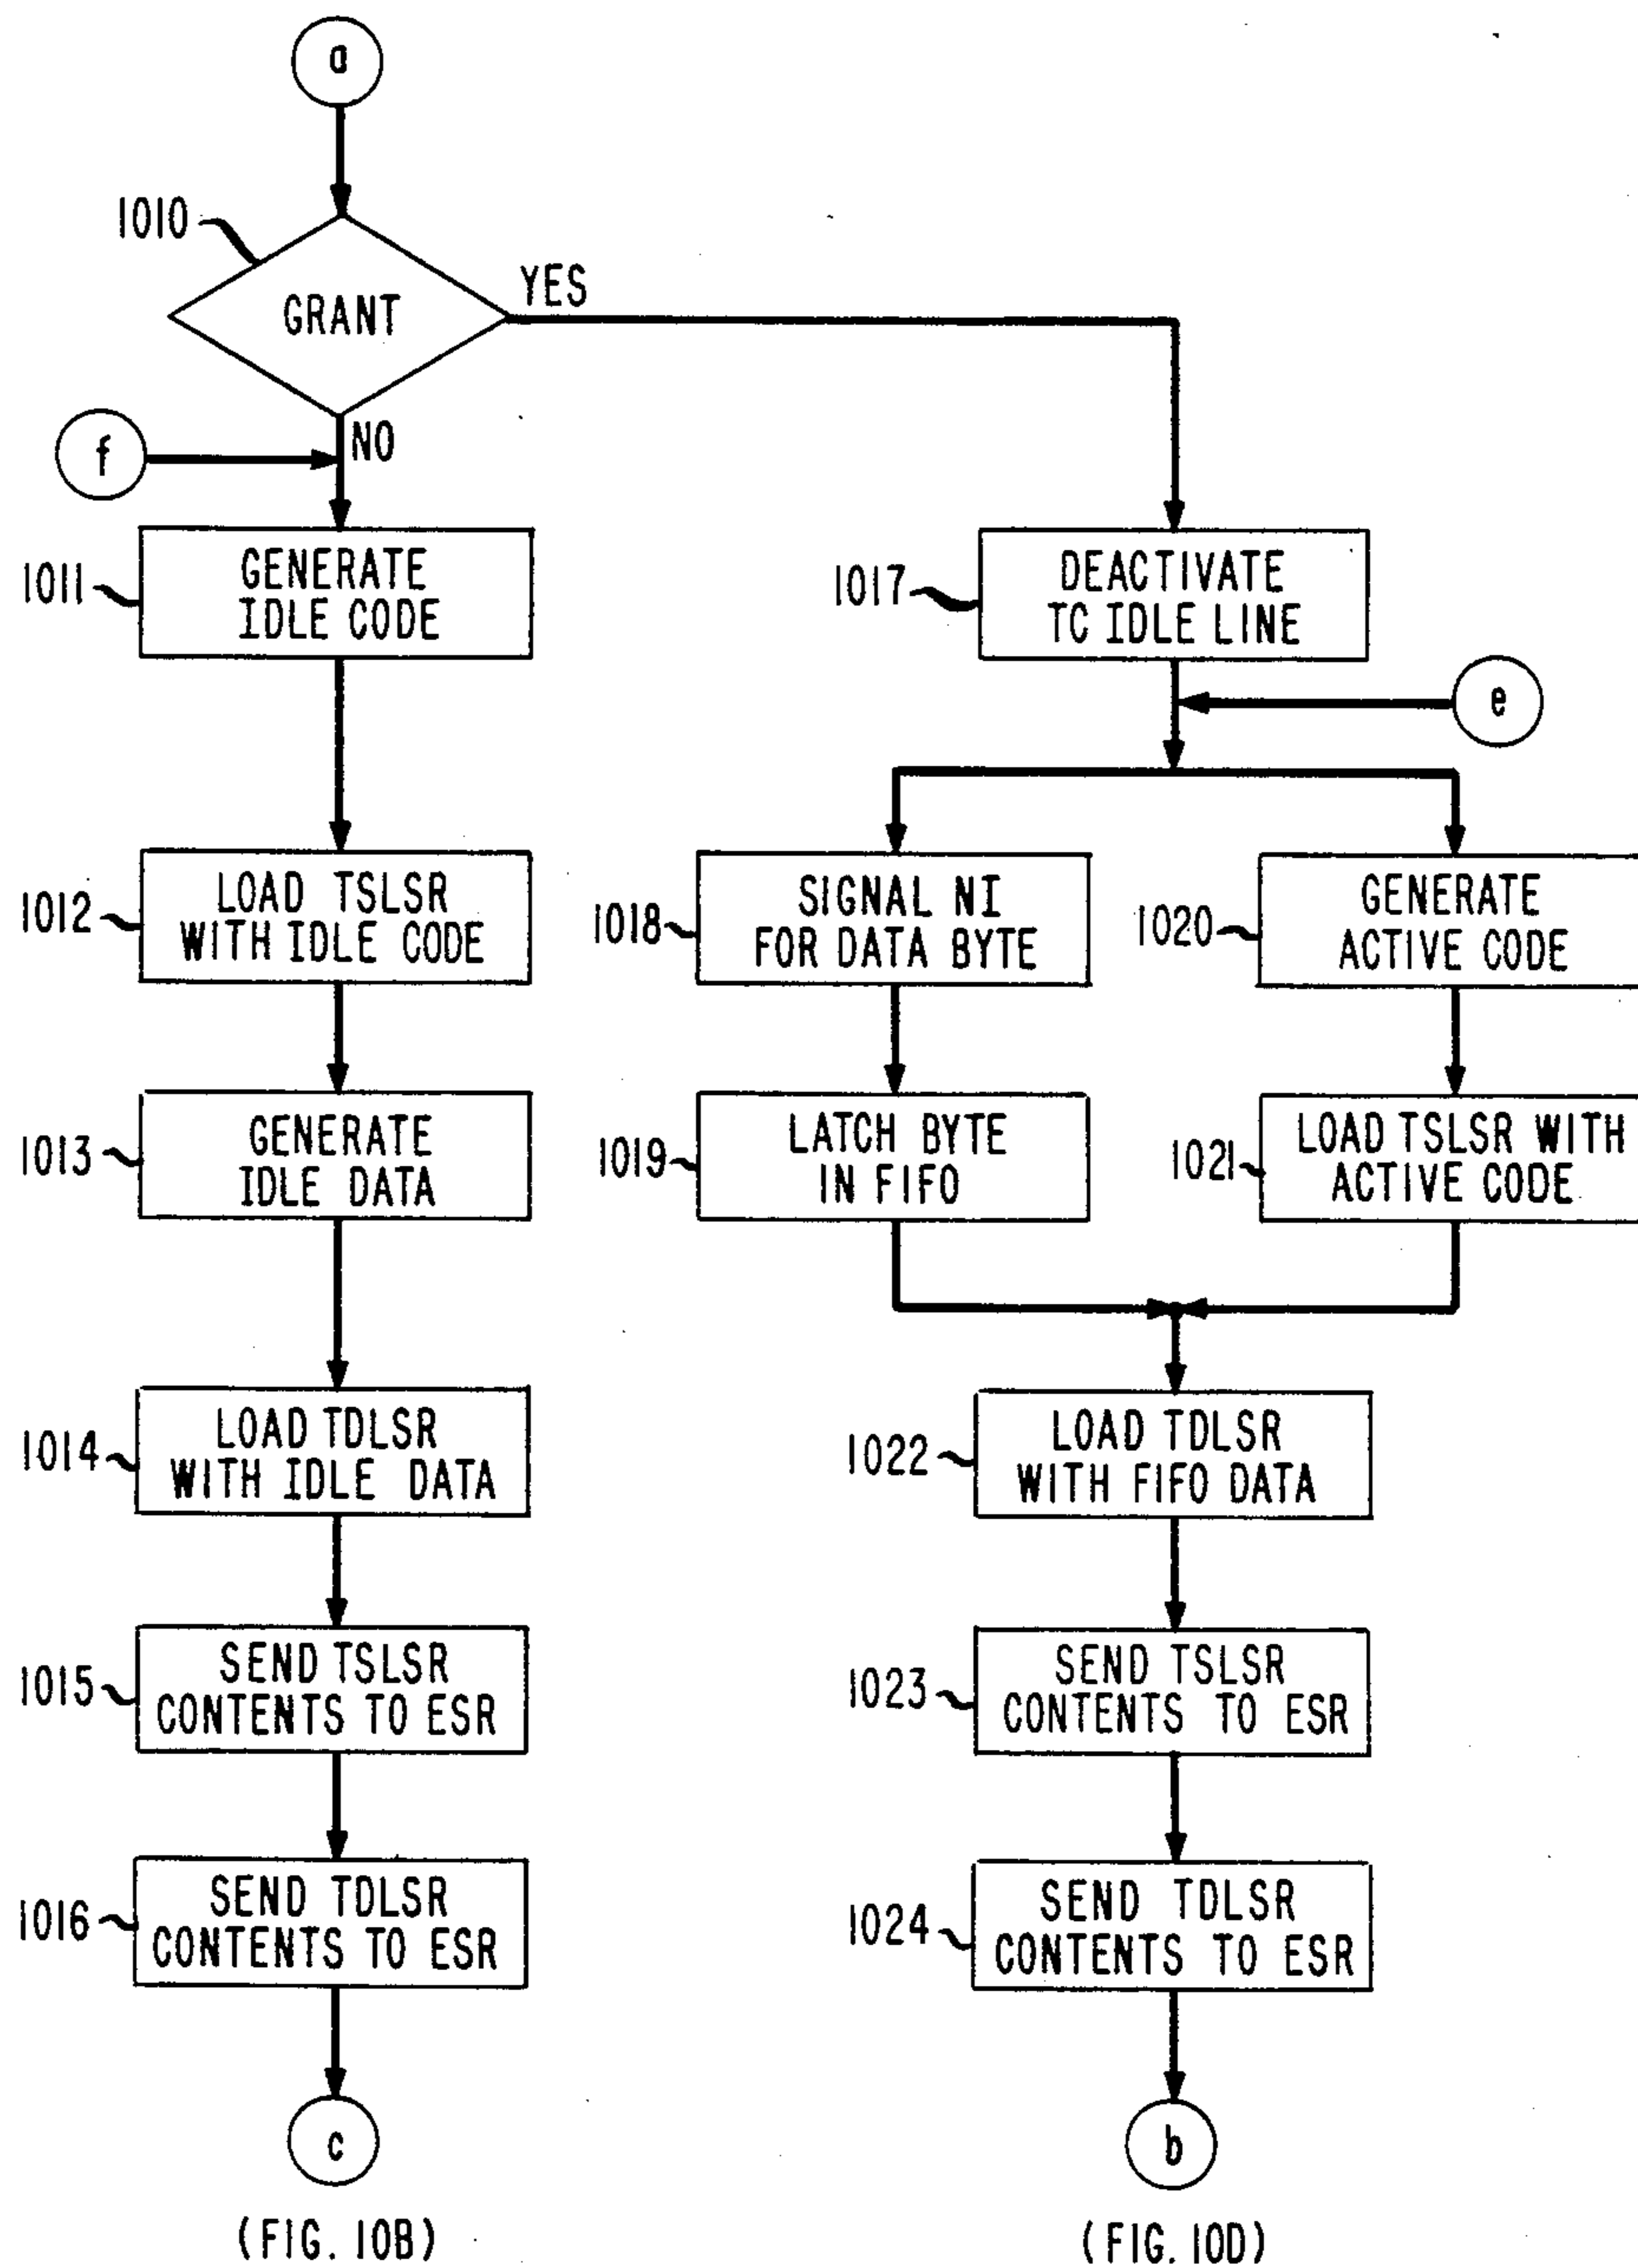 a
1010
GRANT
YES
NO
f
1011
GENERATE
IDLE CODE
1012
LOAD TSLSR
WITH IDLE CODE
1013
GENERATE
IDLE DATA
1014
LOAD TDLSR
WITH IDLE DATA
1015
SEND TSLSR
CONTENTS TO ESR
1016
SEND TDLSR
CONTENTS TO ESR
c
(FIG. 10B)
1017
DEACTIVATE
TC IDLE LINE
e
1018
SIGNAL NI
FOR DATA BYTE
1019
LATCH BYTE
IN FIFO
1020
GENERATE
ACTIVE CODE
1021
LOAD TSLSR WITH
ACTIVE CODE
1022
LOAD TDLSR
WITH FIFO DATA
1023
SEND TSLSR
CONTENTS TO ESR
1024
SEND TDLSR
CONTENTS TO ESR
b
(FIG. 10D)